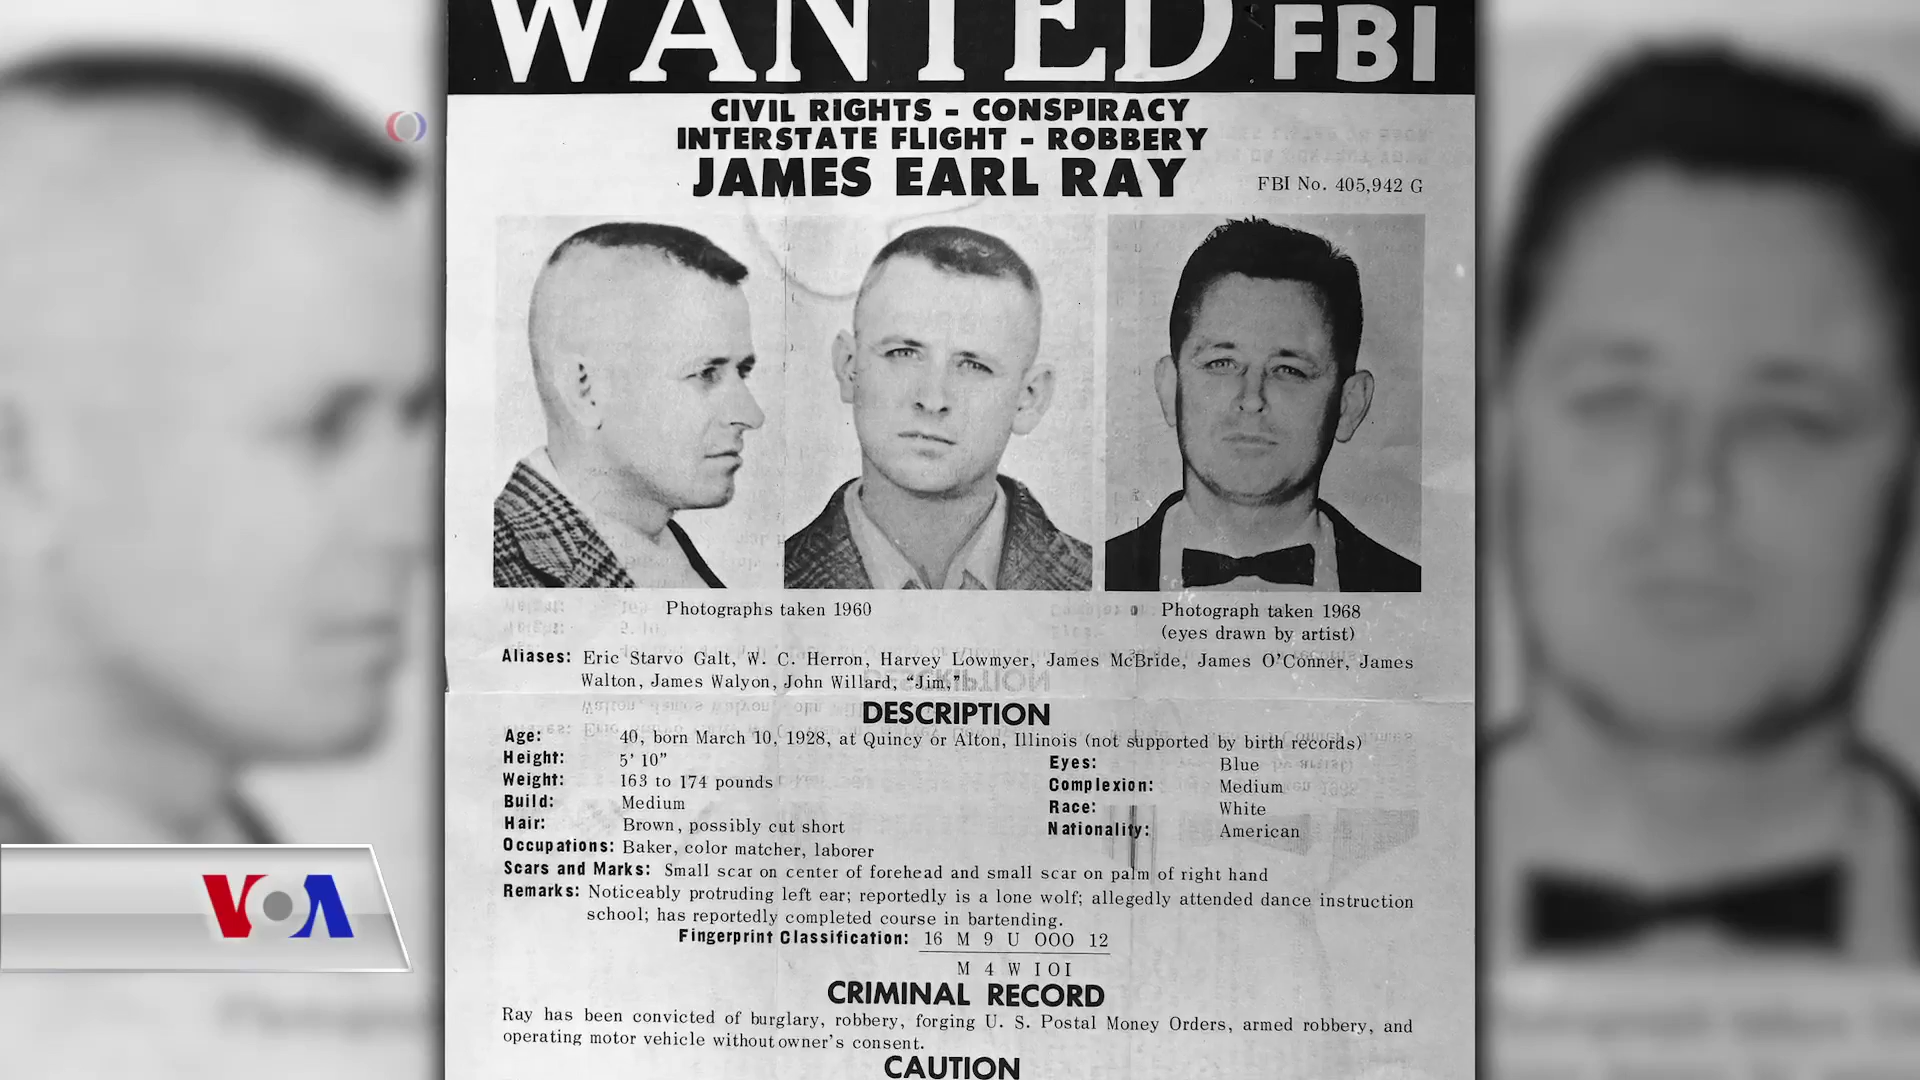 WANTED FBI
CIVIL RIGHTS - CONSPIRACY
INTERSTATE FLIGHT - ROBBERY
JAMES EARL RAY
FBI No. 405,942 G
Photographs taken 1960
Photograph taken 1968
(eyes drawn by artist)
Aliases: Eric Starvo Galt, W. C. Herron, Harvey Lowmyer, James McBride, James O'Conner, James
Walton, James Walyon, John Willard, "Jim,"
DESCRIPTION
Age: 40, born March 10, 1928, at Quincy or Alton, Illinois (not supported by birth records)
Height: 5' 10"
Eyes: Blue
Weight: 163 to 174 pounds
Complexion: Medium
Build: Medium
Race: White
Hair: Brown, possibly cut short
Nationality: American
Occupations: Baker, color matcher, laborer
Scars and Marks: Small scar on center of forehead and small scar on palm of right hand
Remarks: Noticeably protruding left ear; reportedly is a lone wolf; allegedly attended dance instruction
school; has reportedly completed course in bartending.
Fingerprint Classification: 16 M 9 U OOO 12
M 4 W IOI
CRIMINAL RECORD
Ray has been convicted of burglary, robbery, forging U. S. Postal Money Orders, armed robbery, and
operating motor vehicle without owner's consent.
CAUTION
VOA